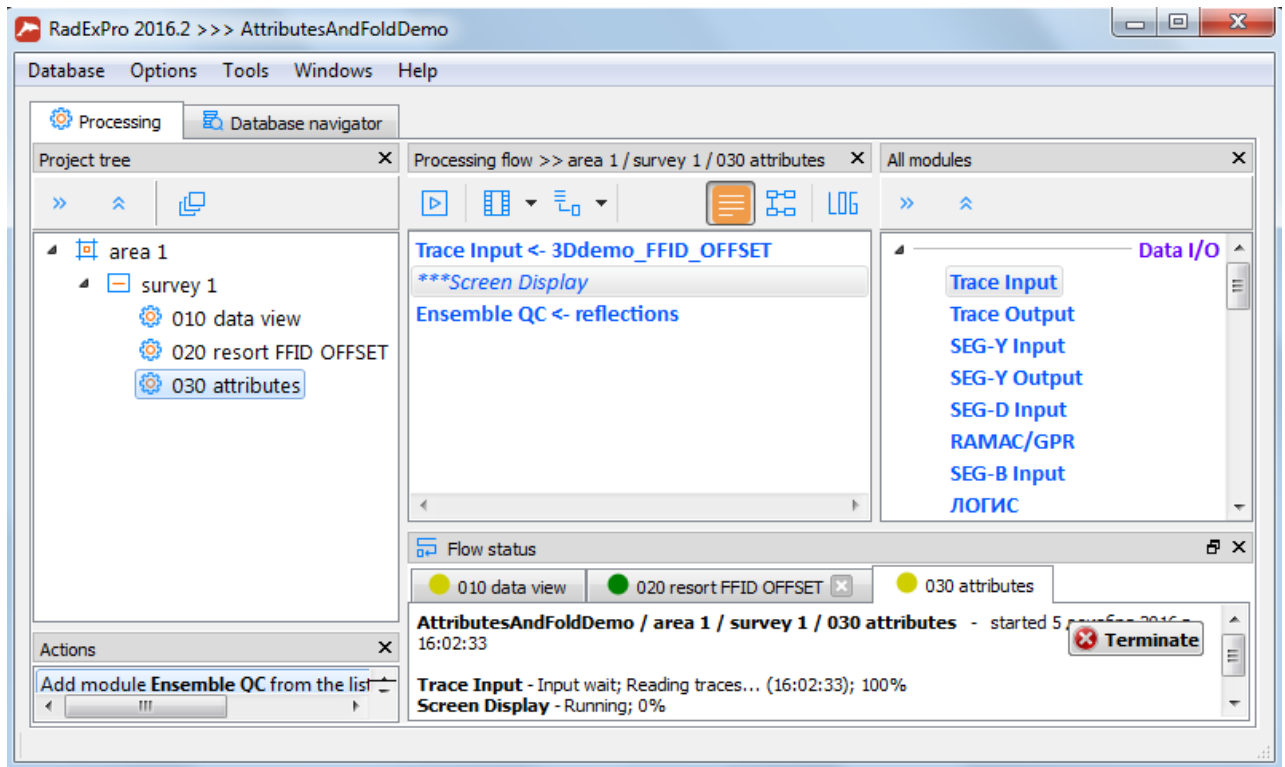 RadExPro 2016.2 >>> AttributesAndFoldDemo
Database Options Tools Windows Help
Processing Database navigator
Project tree
area 1
survey 1
010 data view
020 resort FFID OFFSET
030 attributes
Actions
Add module Ensemble QC from the list
Processing flow >> area 1 / survey 1 / 030 attributes
LOG
Trace Input <- 3Ddemo_FFID_OFFSET
***Screen Display
Ensemble QC <- reflections
All modules
Data I/O
Trace Input
Trace Output
SEG-Y Input
SEG-Y Output
SEG-D Input
RAMAC/GPR
SEG-B Input
ЛОГИС
Flow status
010 data view 020 resort FFID OFFSET 030 attributes
AttributesAndFoldDemo / area 1 / survey 1 / 030 attributes - started 5
16:02:33
Terminate
Trace Input - Input wait; Reading traces... (16:02:33); 100%
Screen Display - Running; 0%